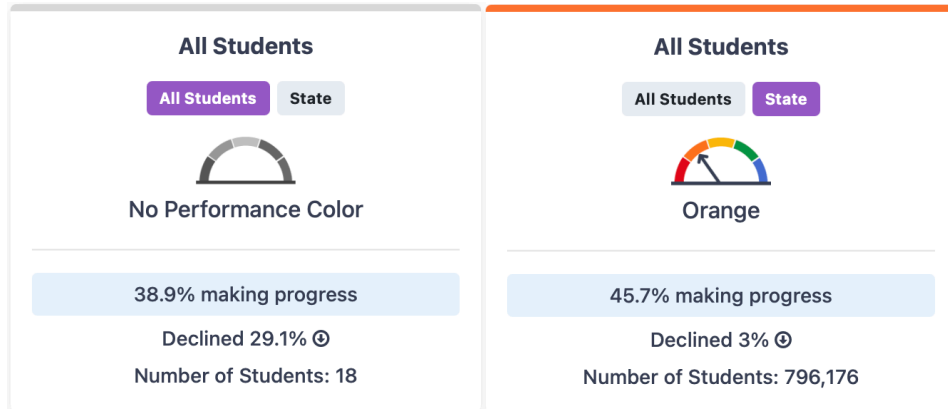 All Students
All Students State
No Performance Color
38.9% making progress
Declined 29.1%
Number of Students: 18
All Students
All Students State
Orange
45.7% making progress
Declined 3%
Number of Students: 796,176